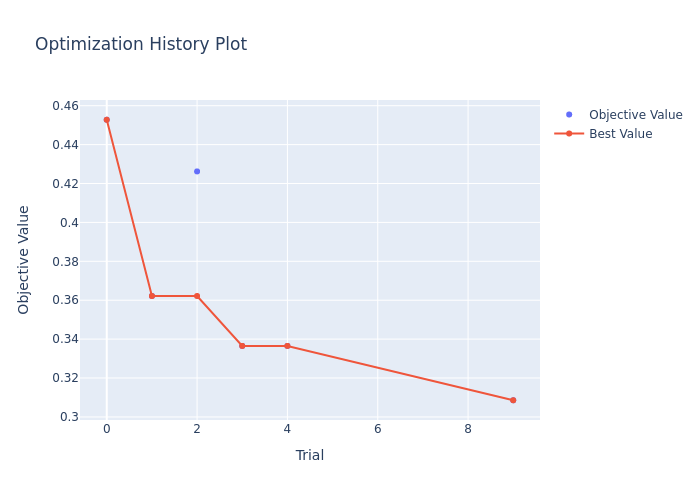 Optimization History Plot
Objective Value
Best Value
0.46
0.44
0.42
0.4
0.38
0.36
0.34
0.32
0.3
Objective Value
0 2 4 6 8
Trial